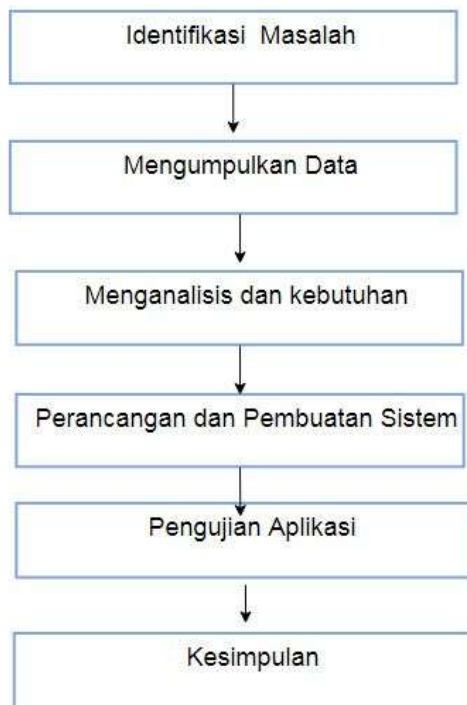 Identifikasi Masalah
Mengumpulkan Data
Menganalisis dan kebutuhan
Perancangan dan Pembuatan Sistem
Pengujian Aplikasi
Kesimpulan